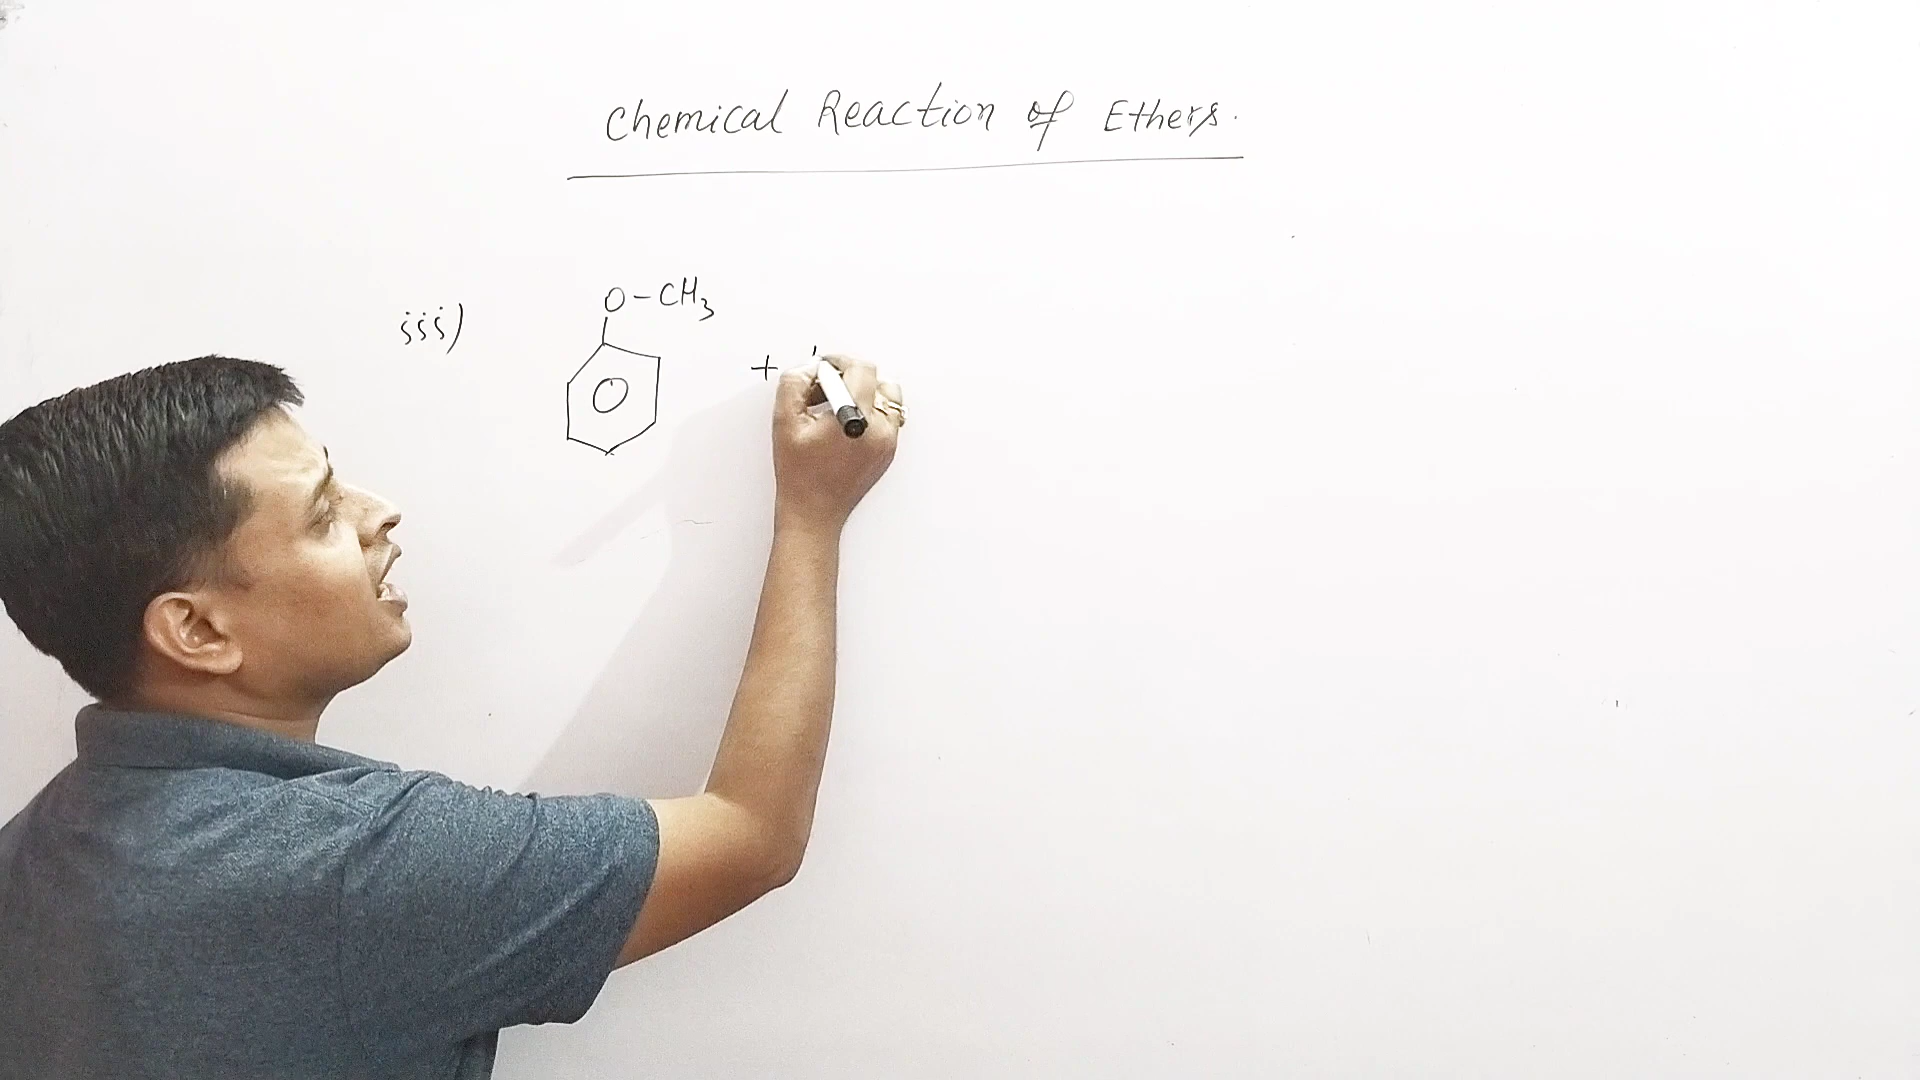 Chemical Reaction of Ethers.
iii)
O-CH3
+